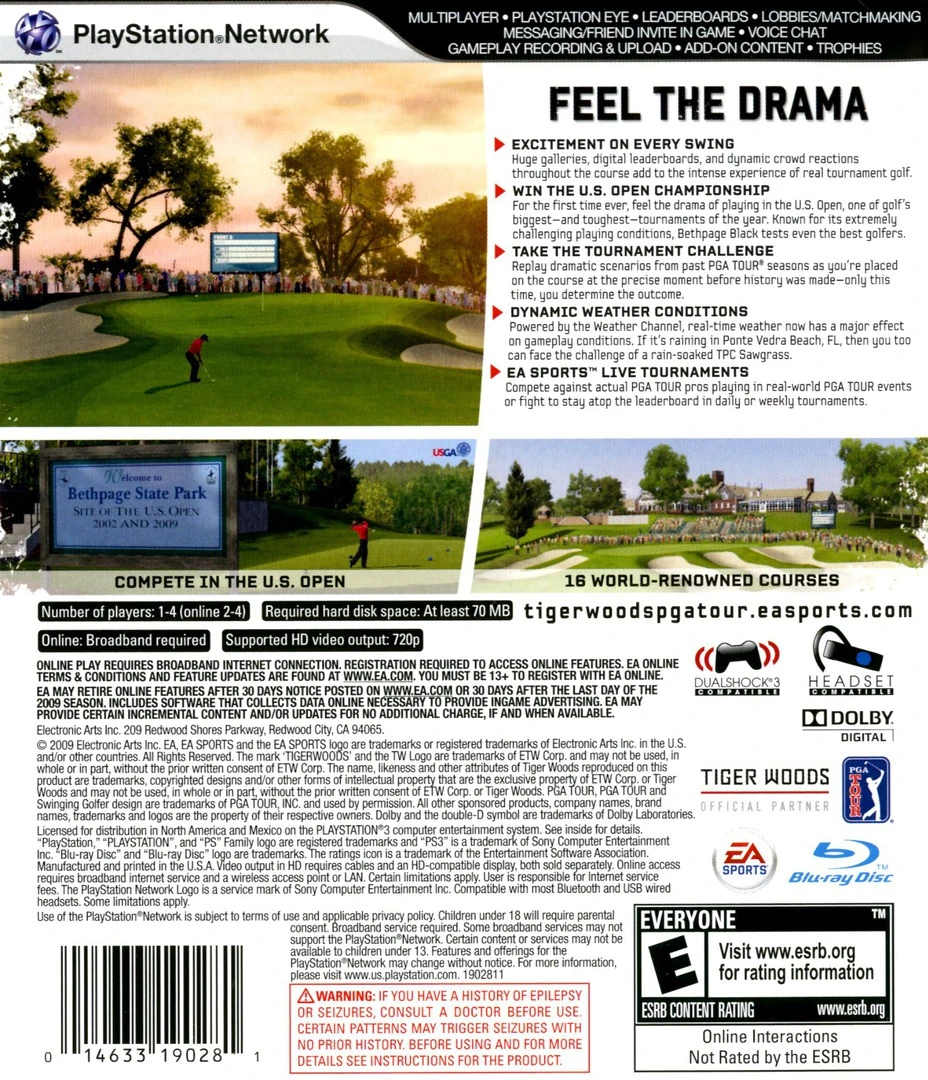 PlayStation®Network
MULTIPLAYER • PLAYSTATION EYE • LEADERBOARDS • LOBBIES/MATCHMAKING
MESSAGING/FRIEND INVITE IN GAME • VOICE CHAT
GAMEPLAY RECORDING & UPLOAD • ADD-ON CONTENT • TROPHIES
FEEL THE DRAMA
EXCITEMENT ON EVERY SWING
Huge galleries, digital leaderboards, and dynamic crowd reactions
throughout the course add to the intense experience of real tournament golf.
WIN THE U.S. OPEN CHAMPIONSHIP
For the first time ever, feel the drama of playing in the U.S. Open, one of golf's
biggest—and toughest—tournaments of the year. Known for its extremely
challenging playing conditions, Bethpage Black tests even the best golfers.
TAKE THE TOURNAMENT CHALLENGE
Replay dramatic scenarios from past PGA TOUR® seasons as you're placed
on the course at the precise moment before history was made—only this
time, you determine the outcome.
DYNAMIC WEATHER CONDITIONS
Powered by the Weather Channel, real-time weather now has a major effect
on gameplay conditions. If it's raining in Ponte Vedra Beach, FL, then you too
can face the challenge of a rain-soaked TPC Sawgrass.
EA SPORTS™ LIVE TOURNAMENTS
Compete against actual PGA TOUR pros playing in real-world PGA TOUR events
or fight to stay atop the leaderboard in daily or weekly tournaments.
USGA
Welcome to
Bethpage State Park
SITE OF THE U.S. OPEN
2002 AND 2009
COMPETE IN THE U.S. OPEN
16 WORLD-RENOWNED COURSES
Number of players: 1-4 (online 2-4)
Required hard disk space: At least 70 MB
tigerwoodspgatour.easports.com
Online: Broadband required
Supported HD video output: 720p
ONLINE PLAY REQUIRES BROADBAND INTERNET CONNECTION. REGISTRATION REQUIRED TO ACCESS ONLINE FEATURES. EA ONLINE
TERMS & CONDITIONS AND FEATURE UPDATES ARE FOUND AT WWW.EA.COM. YOU MUST BE 13+ TO REGISTER WITH EA ONLINE.
EA MAY RETIRE ONLINE FEATURES AFTER 30 DAYS NOTICE POSTED ON WWW.EA.COM OR 30 DAYS AFTER THE LAST DAY OF THE
2009 SEASON. INCLUDES SOFTWARE THAT COLLECTS DATA ONLINE NECESSARY TO PROVIDE INGAME ADVERTISING. EA MAY
PROVIDE CERTAIN INCREMENTAL CONTENT AND/OR UPDATES FOR NO ADDITIONAL CHARGE, IF AND WHEN AVAILABLE.
Electronic Arts Inc. 209 Redwood Shores Parkway, Redwood City, CA 94065.
© 2009 Electronic Arts Inc. EA, EA SPORTS and the EA SPORTS logo are trademarks or registered trademarks of Electronic Arts Inc. in the U.S.
and/or other countries. All Rights Reserved. The mark 'TIGERWOODS' and the TW Logo are trademarks of ETW Corp. and may not be used, in
whole or in part, without the prior written consent of ETW Corp. The name, likeness and other attributes of Tiger Woods reproduced on this
product are trademarks, copyrighted designs and/or other forms of intellectual property that are the exclusive property of ETW Corp. or Tiger
Woods and may not be used, in whole or in part, without the prior written consent of ETW Corp. or Tiger Woods. PGA TOUR, PGA TOUR and
Swinging Golfer design are trademarks of PGA TOUR, INC. and used by permission. All other sponsored products, company names, brand
names, trademarks and logos are the property of their respective owners. Dolby and the double-D symbol are trademarks of Dolby Laboratories.
Licensed for distribution in North America and Mexico on the PLAYSTATION®3 computer entertainment system. See inside for details.
"PlayStation," "PLAYSTATION", and "PS" Family logo are registered trademarks and "PS3" is a trademark of Sony Computer Entertainment
Inc. "Blu-ray Disc" and "Blu-ray Disc" logo are trademarks. The ratings icon is a trademark of the Entertainment Software Association.
Manufactured and printed in the U.S.A. Video output in HD requires cables and an HD-compatible display, both sold separately. Online access
requires broadband internet service and a wireless access point or LAN. Certain limitations apply. User is responsible for Internet service
fees. The PlayStation Network Logo is a service mark of Sony Computer Entertainment Inc. Compatible with most Bluetooth and USB wired
headsets. Some limitations apply.
Use of the PlayStation®Network is subject to terms of use and applicable privacy policy. Children under 18 will require parental
consent. Broadband service required. Some broadband services may not
support the PlayStation®Network. Certain content or services may not be
available to children under 13. Features and offerings for the
PlayStation®Network may change without notice. For more information,
please visit www.us.playstation.com. 1902811
DUALSHOCK®3
COMPATIBLE
HEADSET
COMPATIBLE
DOLBY
DIGITAL
TIGER WOODS
OFFICIAL PARTNER
PGA
TOUR
EA
SPORTS
Blu-ray Disc™
WARNING: IF YOU HAVE A HISTORY OF EPILEPSY
OR SEIZURES, CONSULT A DOCTOR BEFORE USE.
CERTAIN PATTERNS MAY TRIGGER SEIZURES WITH
NO PRIOR HISTORY. BEFORE USING AND FOR MORE
DETAILS SEE INSTRUCTIONS FOR THE PRODUCT.
0 14633 19028 1
EVERYONE ™
E
Visit www.esrb.org
for rating information
ESRB CONTENT RATING www.esrb.org
Online Interactions
Not Rated by the ESRB